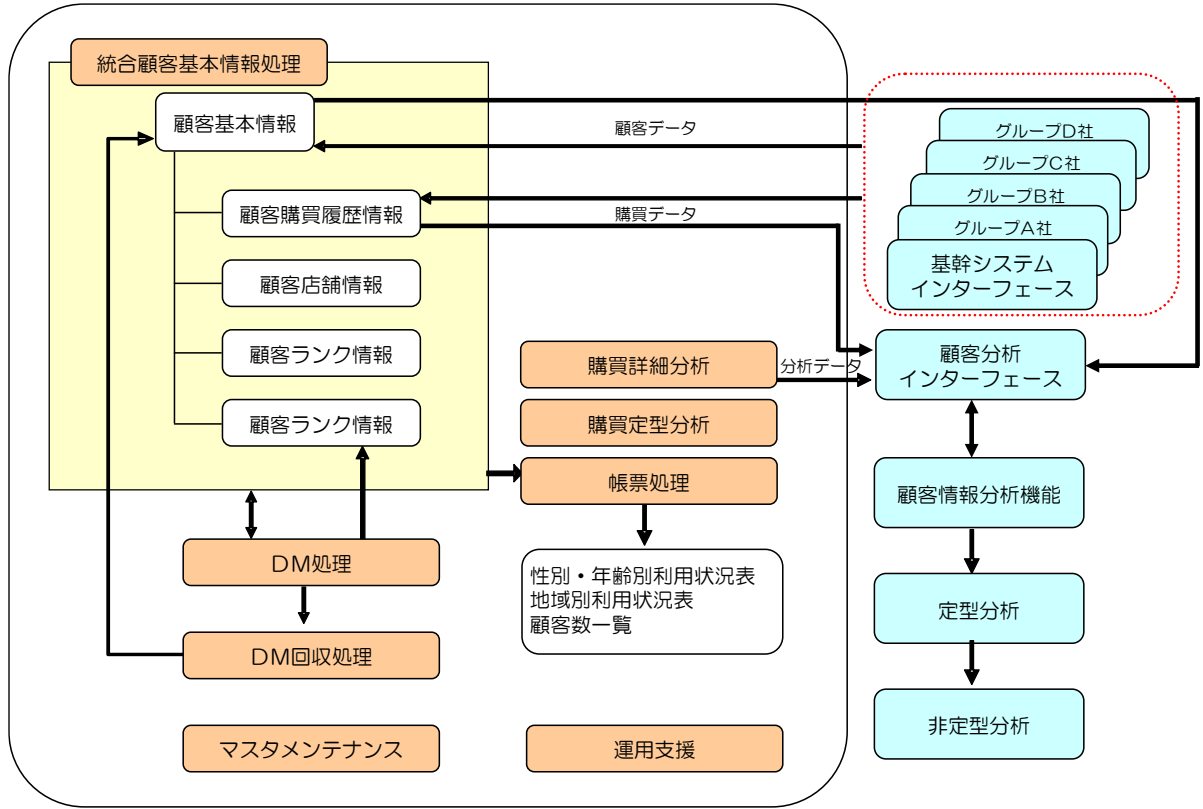 統合顧客基本情報処理
顧客基本情報
顧客購買履歴情報
顧客店舗情報
顧客ランク情報
顧客ランク情報
DM処理
DM回収処理
マスタメンテナンス
顧客データ
購買データ
購買詳細分析
分析データ
購買定型分析
帳票処理
性別・年齢別利用状況表
地域別利用状況表
顧客数一覧
運用支援
グループD社
グループC社
グループB社
グループA社
基幹システム
インターフェース
顧客分析
インターフェース
顧客情報分析機能
定型分析
非定型分析